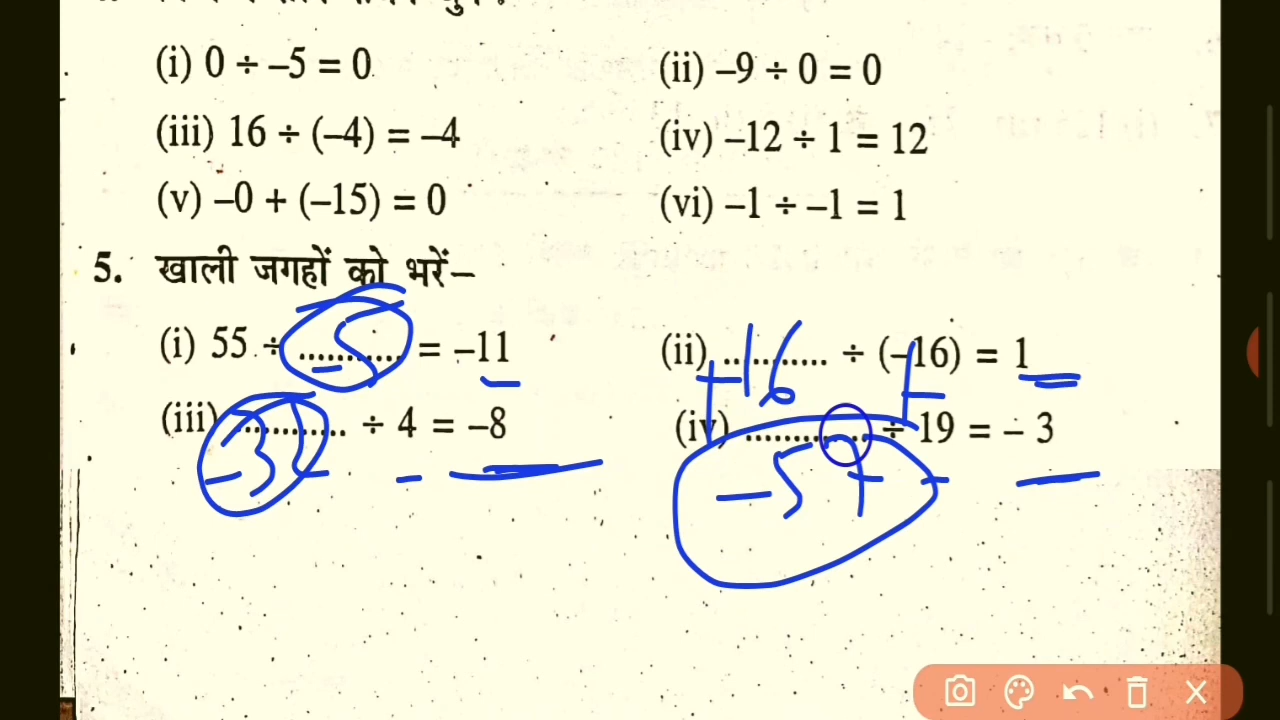 (i) 0 ÷ –5 = 0 (ii) –9 ÷ 0 = 0
(iii) 16 ÷ (–4) = –4 (iv) –12 ÷ 1 = 12
(v) –0 + (–15) = 0 (vi) –1 ÷ –1 = 1
5. खाली जगहों को भरें–
(i) 55 ÷ ........... = –11 (ii) ........... ÷ (–16) = 1
–5 –16
(iii) ........... ÷ 4 = –8 (iv) ............. ÷ 19 = – 3
–32 –57